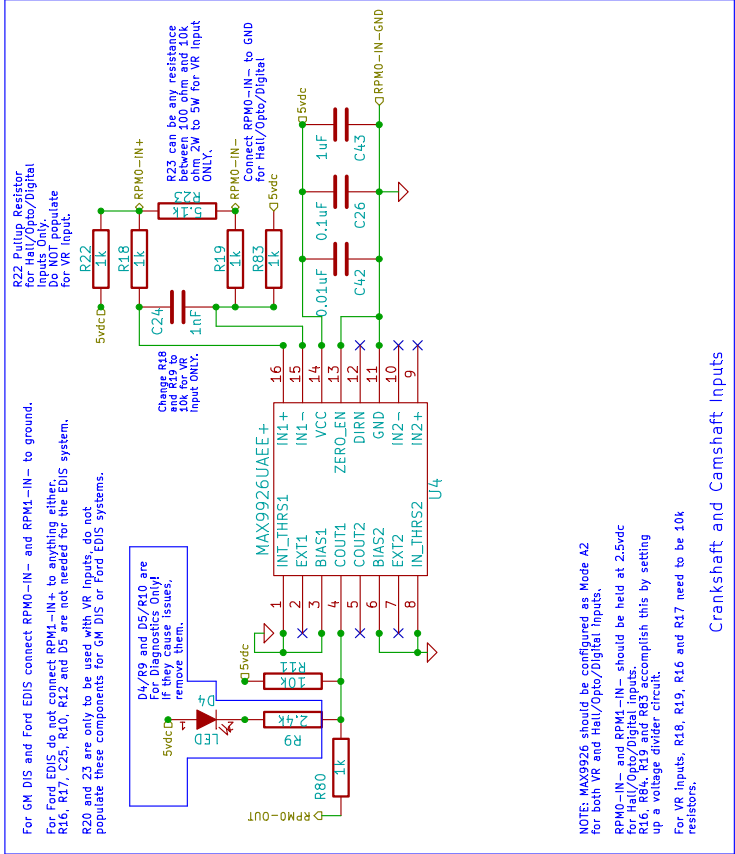 R22 Pullup Resistor
for Hall/Opto/Digital
Inputs Only.
Do NOT populate
for VR Input.
R23 can be any resistance
between 100 ohm and 10k
ohm 2W to 5W for VR Input
ONLY.
Connect RPM0-IN- to GND
for Hall/Opto/Digital
RPM0-IN+
RPM0-IN-
RPM0-IN-GND
5vdc
5vdc
5vdc
R22
1k
R18
1k
R23
5.1k
R19
1k
R83
1k
C24
1nF
1uF
C43
0.1uF
C26
0.01uF
C42
Change R18
and R19 to
10k for VR
Input ONLY.
MAX9926UAEE+
U4
16
15
14
13
12
11
10
9
IN1+
IN1-
VCC
ZERO_EN
DIRN
GND
IN2-
IN2+
INT_THRS1
EXT1
BIAS1
COUT1
COUT2
BIAS2
EXT2
IN_THRS2
1
2
3
4
5
6
7
8
For GM DIS and Ford EDIS connect RPM0-IN- and RPM1-IN- to ground.
For Ford EDIS do not connect RPM1-IN+ to anything either.
R16, R17, C25, R10, R12 and D5 are not needed for the EDIS system.
R20 and 23 are only to be used with VR Inputs, do not
populate these components for GM DIS or Ford EDIS systems.
D4/R9 and D5/R10 are
For Diagnostics Only!
If they cause issues,
remove them.
5vdc
D4
1
2
LED
5vdc
R11
10k
R9
2.4k
R80
1k
RPM0-OUT
NOTE: MAX9926 should be configured as Mode A2
for both VR and Hall/Opto/Digital inputs.
RPM0-IN- and RPM1-IN- should be held at 2.5vdc
for Hall/Opto/Digital inputs.
R16, R84, R19 and R83 accomplish this by setting
up a voltage divider circuit.
For VR inputs, R18, R19, R16 and R17 need to be 10k
resistors.
Crankshaft and Camshaft Inputs